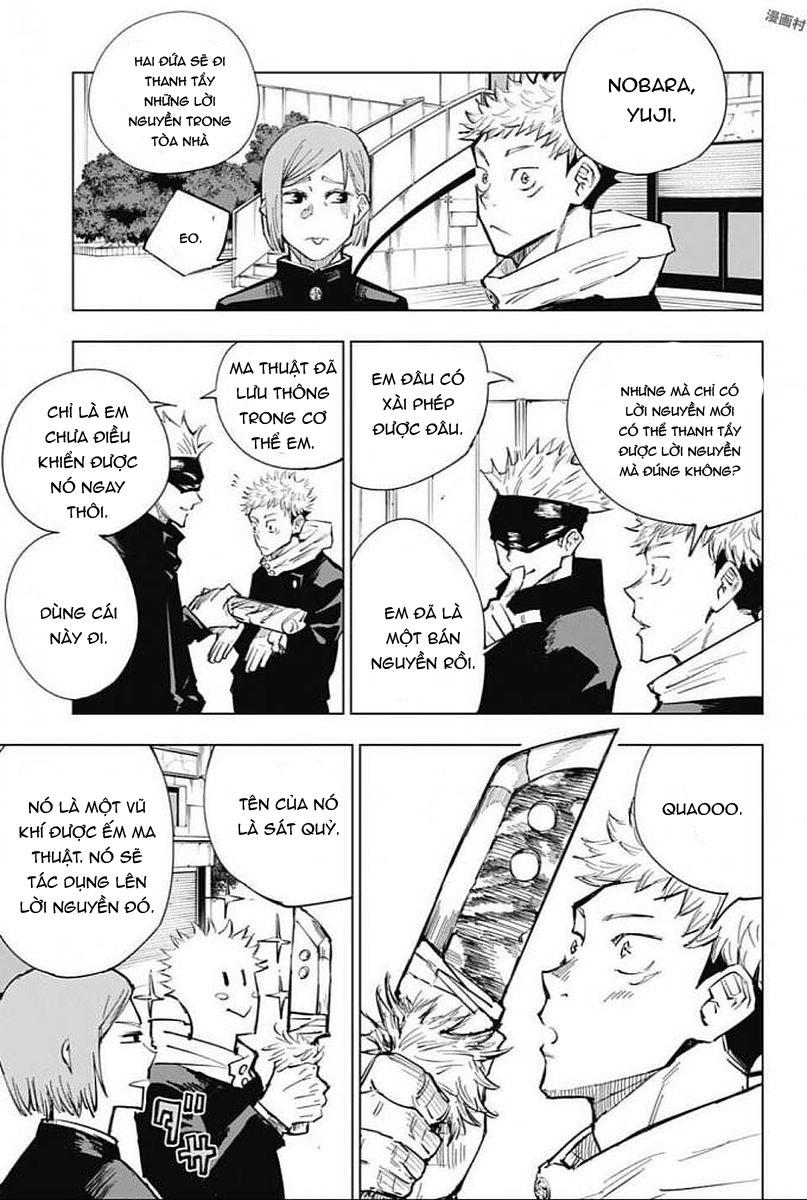 漫画村
NOBARA,
YUJI.
HAI ĐỨA SẼ ĐI
THANH TẨY
NHỮNG LỜI
NGUYỀN TRONG
TÒA NHÀ
EO.
NHƯNG MÀ CHỈ CÓ
LỜI NGUYỀN MỚI
CÓ THỂ THANH TẨY
ĐƯỢC LỜI NGUYỀN
MÀ ĐÚNG KHÔNG?
EM ĐÂU CÓ
XÀI PHÉP
ĐƯỢC ĐÂU.
EM ĐÃ LÀ
MỘT BÁN
NGUYỀN RỒI.
MA THUẬT ĐÃ
LƯU THÔNG
TRONG CƠ
THỂ EM.
CHỈ LÀ EM
CHƯA ĐIỀU
KHIỂN ĐƯỢC
NÓ NGAY
THÔI.
DÙNG CÁI
NÀY ĐI.
QUAOOO.
TÊN CỦA NÓ
LÀ SÁT QUỶ.
NÓ LÀ MỘT VŨ
KHÍ ĐƯỢC ẾM MA
THUẬT. NÓ SẼ
TÁC DỤNG LÊN
LỜI NGUYỀN ĐÓ.